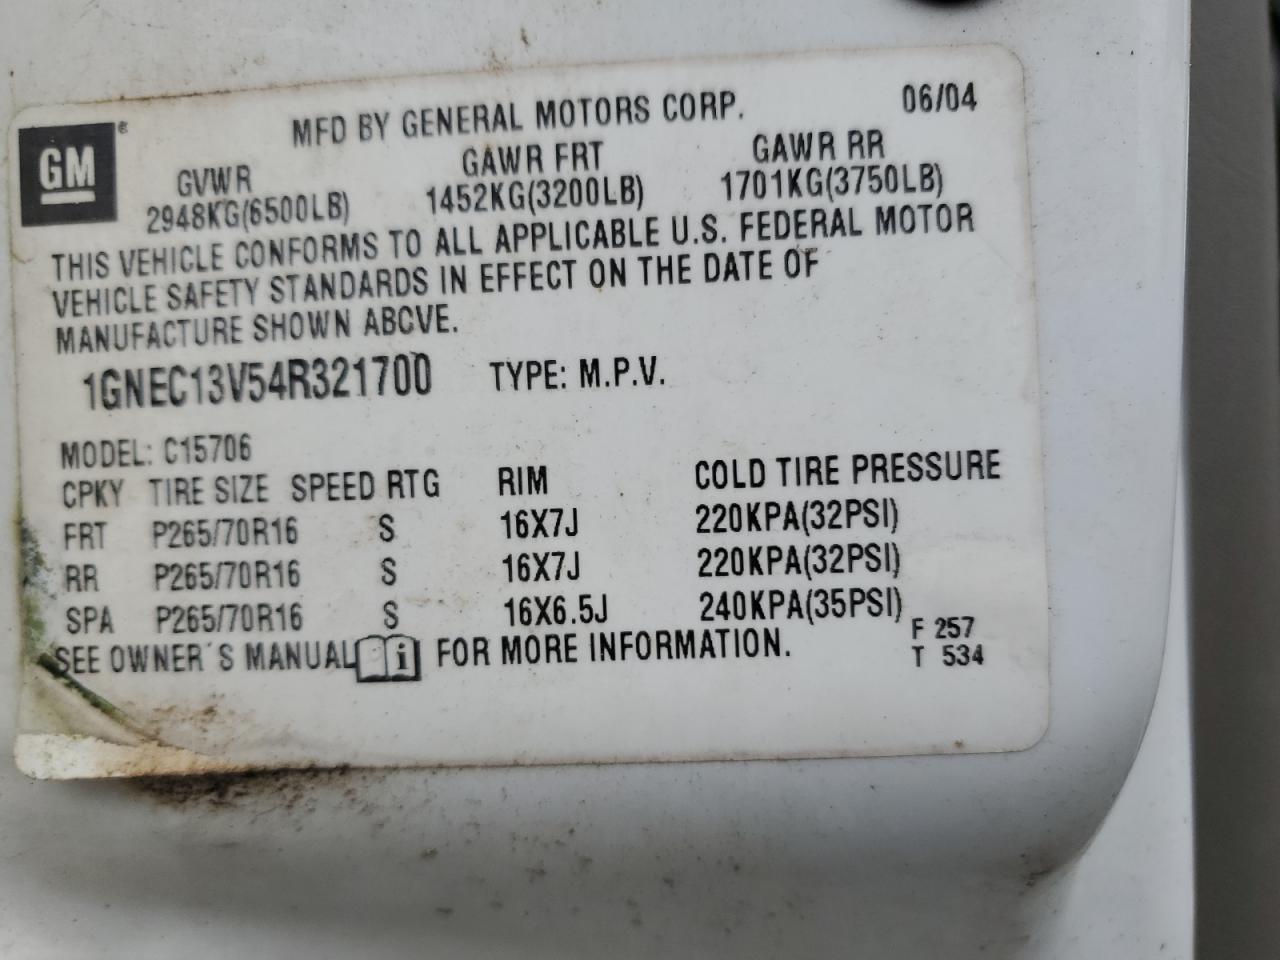 GM ®
MFD BY GENERAL MOTORS CORP. 06/04
GVWR GAWR FRT GAWR RR
2948KG(6500LB) 1452KG(3200LB) 1701KG(3750LB)
THIS VEHICLE CONFORMS TO ALL APPLICABLE U.S. FEDERAL MOTOR
VEHICLE SAFETY STANDARDS IN EFFECT ON THE DATE OF
MANUFACTURE SHOWN ABOVE.
1GNEC13V54R321700 TYPE: M.P.V.
MODEL: C15706
CPKY TIRE SIZE SPEED RTG RIM COLD TIRE PRESSURE
FRT P265/70R16 S 16X7J 220KPA(32PSI)
RR P265/70R16 S 16X7J 220KPA(32PSI)
SPA P265/70R16 S 16X6.5J 240KPA(35PSI)
SEE OWNER'S MANUAL i FOR MORE INFORMATION.
F 257
T 534